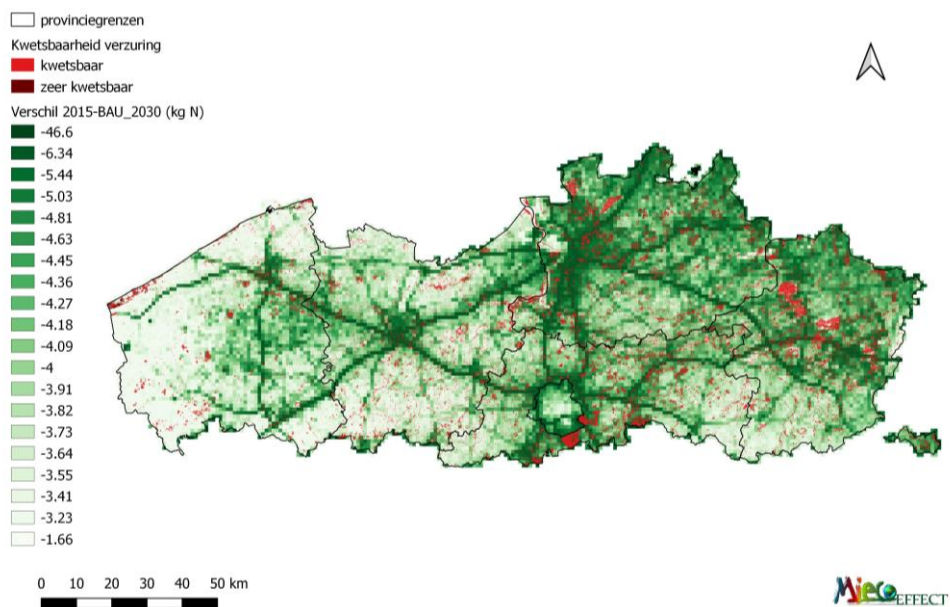 provinciegrenzen
Kwetsbaarheid verzuring
kwetsbaar
zeer kwetsbaar
Verschil 2015-BAU_2030 (kg N)
-46.6
-6.34
-5.44
-5.03
-4.81
-4.63
-4.45
-4.36
-4.27
-4.18
-4.09
-4
-3.91
-3.82
-3.73
-3.64
-3.55
-3.41
-3.23
-1.66
0 10 20 30 40 50 km
Mieco EFFECT